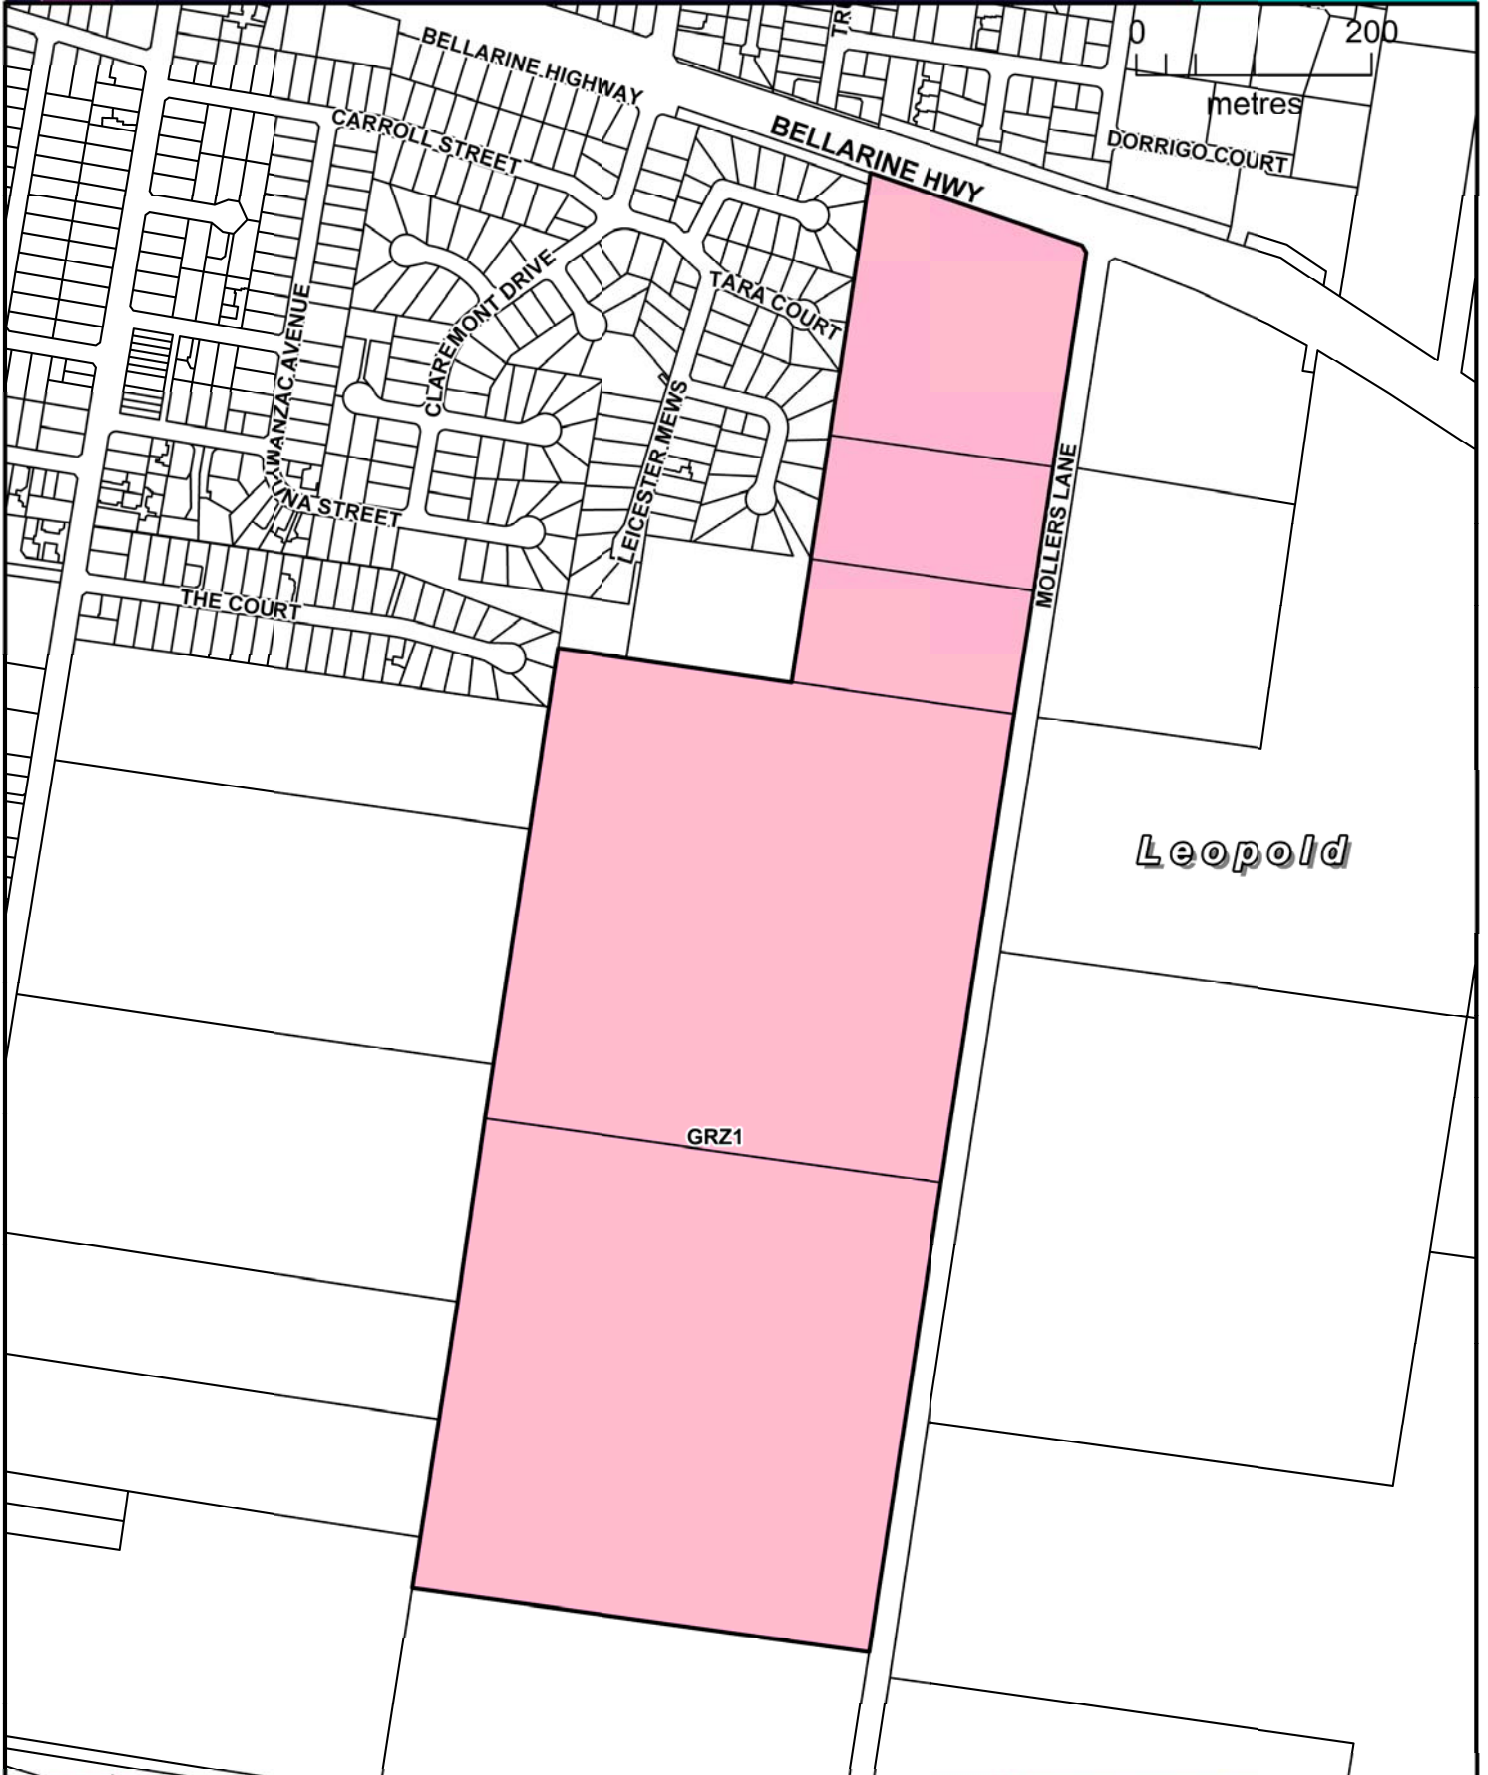 0 200
metres
BELLARINE HIGHWAY
CARROLL STREET
BELLARINE HWY
DORRIGO COURT
TARA COURT
CLAREMONT DRIVE
KWANZAC AVENUE
LEICESTER MEWS
NA STREET
MOLLERS LANE
THE COURT
Leopold
GRZ1